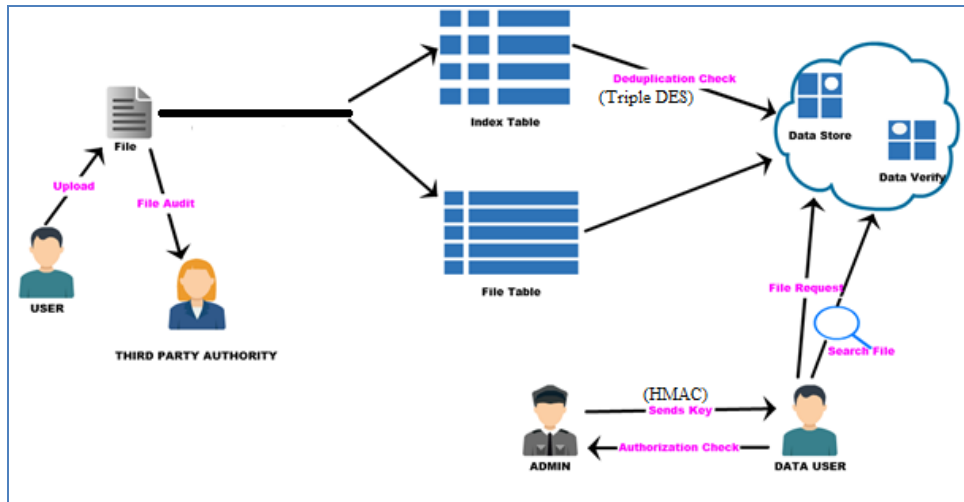 Index Table
Deduplication Check
(Triple DES)
Data Store
Data Verify
File
Upload
File Audit
USER
THIRD PARTY AUTHORITY
File Table
File Request
Search File
(HMAC)
Sends Key
Authorization Check
ADMIN
DATA USER